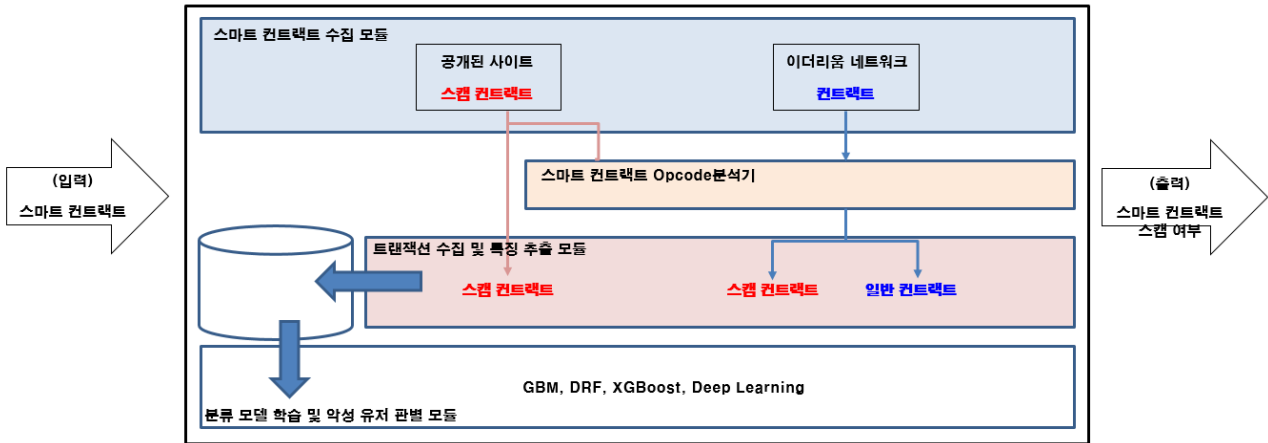 스마트 컨트랙트 수집 모듈
공개된 사이트
스캠 컨트랙트
이더리움 네트워크
컨트랙트
(입력)
스마트 컨트랙트
스마트 컨트랙트 Opcode분석기
(출력)
스마트 컨트랙트
스캠 여부
트랜잭션 수집 및 특징 추출 모듈
스캠 컨트랙트
스캠 컨트랙트
일반 컨트랙트
GBM, DRF, XGBoost, Deep Learning
분류 모델 학습 및 악성 유저 판별 모듈